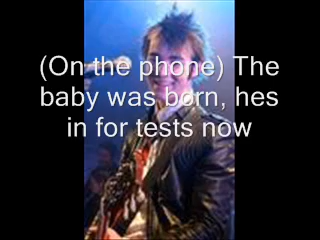 (On the phone) The
baby was born, hes
in for tests now